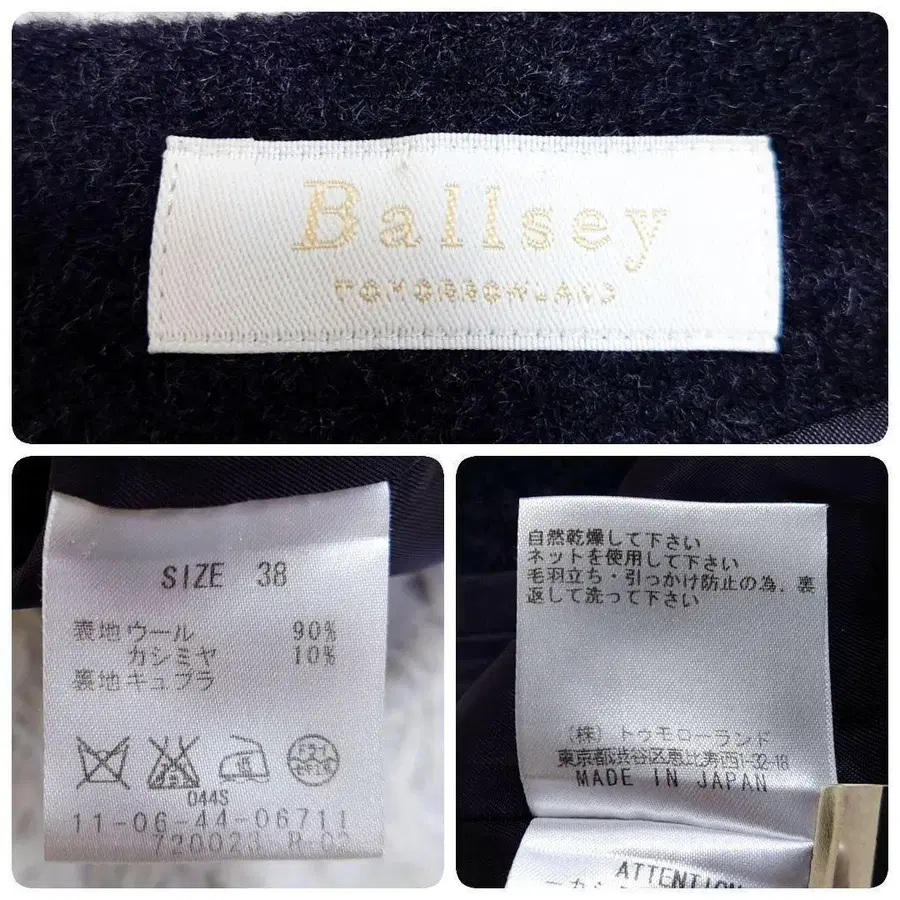 Ballsey
TOMORROWLAND
SIZE 38
表地ウール 90%
カシミヤ 10%
裏地キュプラ
044S
11-06-44-06711
720023 R-02
自然乾燥して下さい
ネットを使用して下さい
毛羽立ち・引っかけ防止の為、裏
返して洗って下さい
(株) トゥモローランド
東京都渋谷区恵比寿西1-32-18
MADE IN JAPAN
ATTENTION